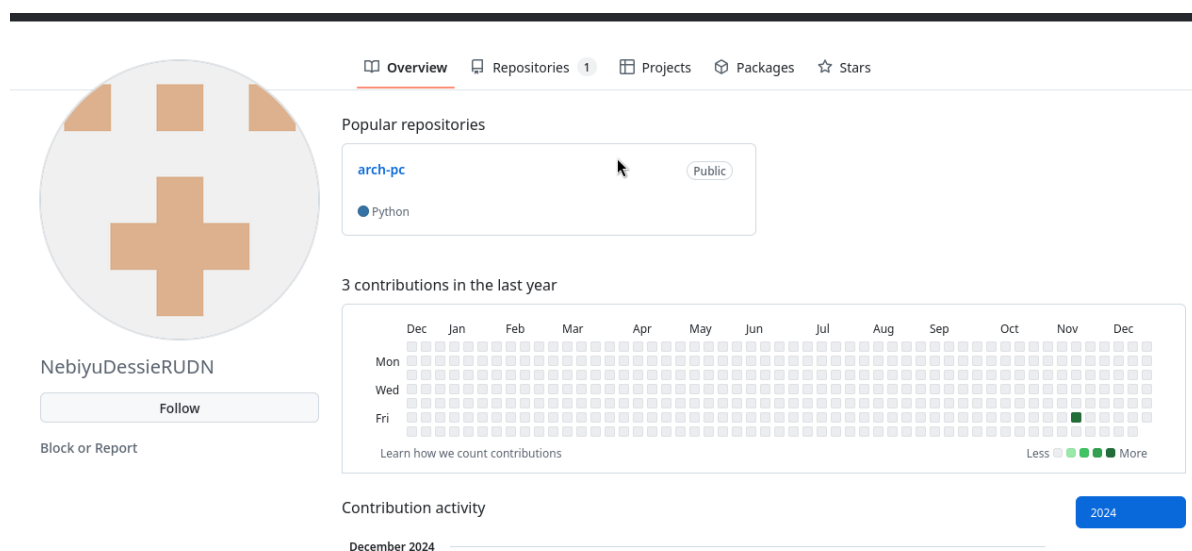 Overview Repositories 1 Projects Packages Stars
Popular repositories
arch-pc Public
Python
3 contributions in the last year
Dec Jan Feb Mar Apr May Jun Jul Aug Sep Oct Nov Dec
Mon
Wed
Fri
Learn how we count contributions Less More
NebiyuDessieRUDN
Follow
Block or Report
Contribution activity 2024
December 2024